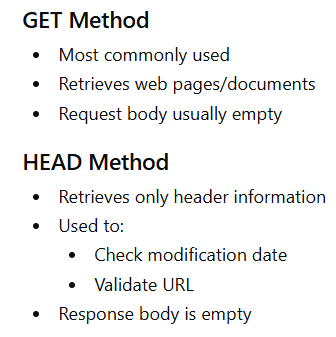 GET Method
Most commonly used
Retrieves web pages/documents
Request body usually empty
HEAD Method
Retrieves only header information
Used to:
Check modification date
Validate URL
Response body is empty